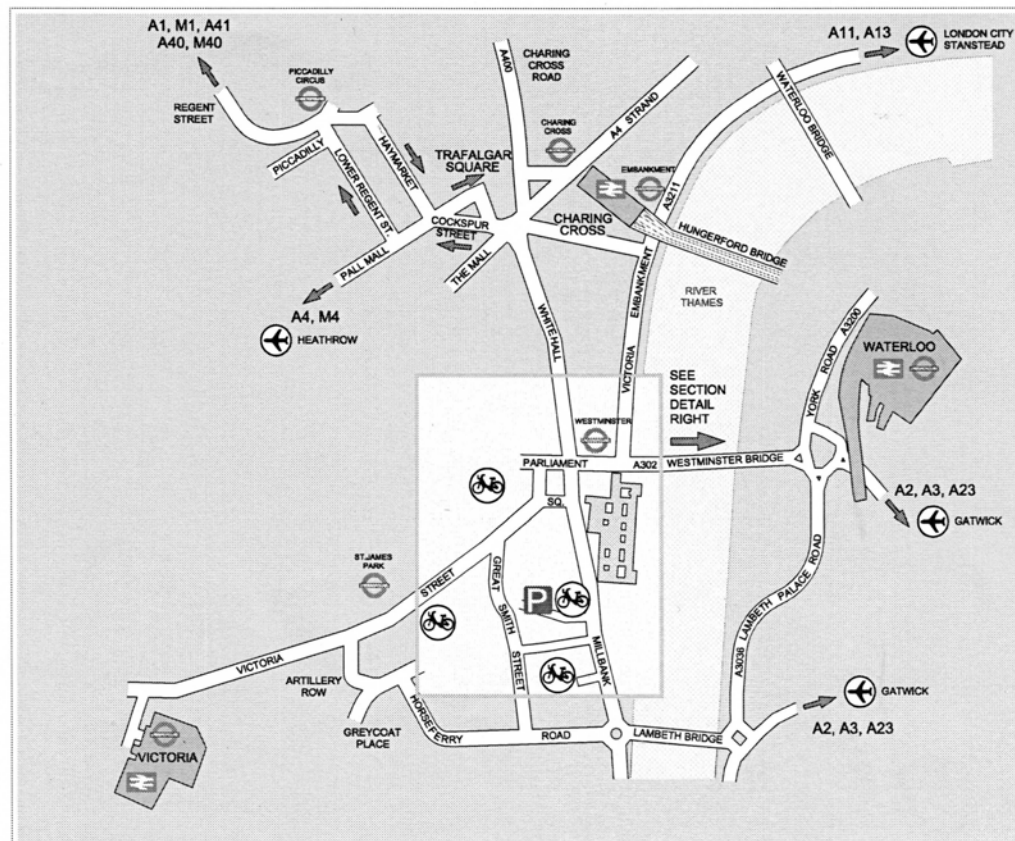 A1, M1, A41
A40, M40
REGENT
STREET
PICCADILLY
CIRCUS
PICCADILLY
LOWER REGENT ST.
HAYMARKET
TRAFALGAR
SQUARE
A400
CHARING
CROSS
ROAD
CHARING
CROSS
A4 STRAND
EMBANKMENT
A3211
A11, A13
LONDON CITY
STANSTEAD
WATERLOO BRIDGE
COCKSPUR
STREET
PALL MALL
THE MALL
CHARING
CROSS
HUNGERFORD BRIDGE
A4, M4
HEATHROW
WHITEHALL
VICTORIA EMBANKMENT
RIVER
THAMES
SEE
SECTION
DETAIL
RIGHT
YORK ROAD A3200
WATERLOO
WESTMINSTER
PARLIAMENT
SQ.
A302
WESTMINSTER BRIDGE
A2, A3, A23
GATWICK
ST.JAMES
PARK
VICTORIA STREET
GREAT SMITH STREET
P
MILLBANK
A3036 LAMBETH PALACE ROAD
ARTILLERY
ROW
GREYCOAT
PLACE
HORSEFERRY ROAD
LAMBETH BRIDGE
GATWICK
A2, A3, A23
VICTORIA